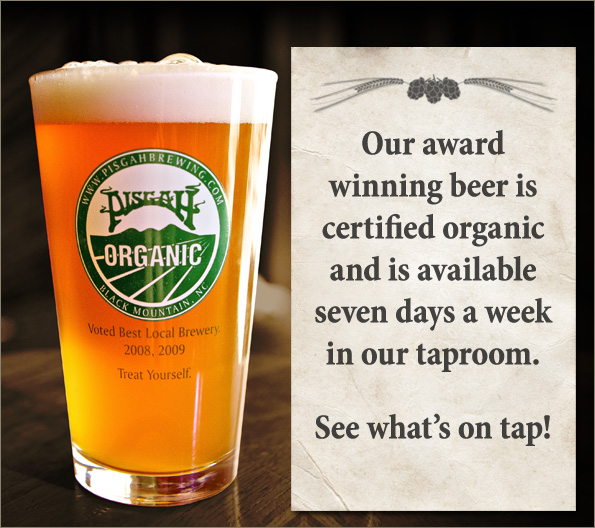 WWW.PISGAHBREWING.COM
PISGAH
ORGANIC
BLACK MOUNTAIN, NC
Voted Best Local Brewery.
2008, 2009
Treat Yourself.
Our award
winning beer is
certified organic
and is available
seven days a week
in our taproom.
See what's on tap!